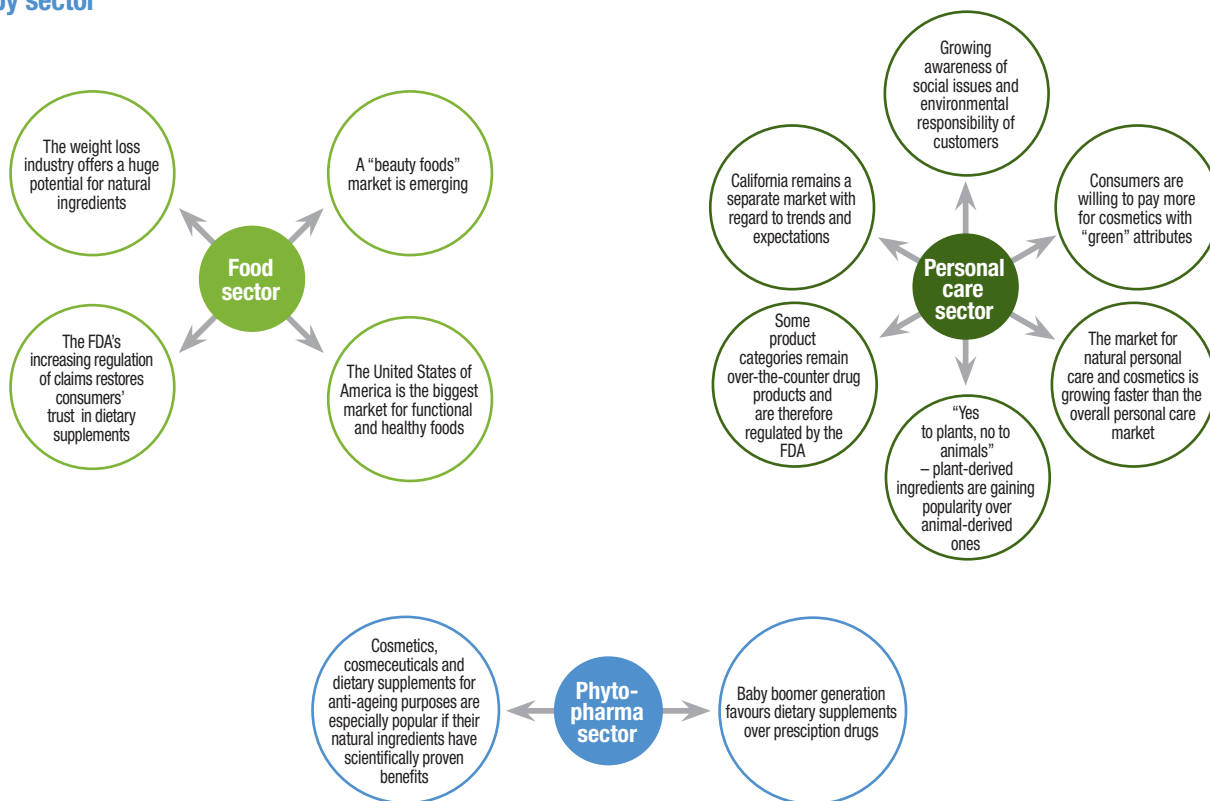 by sector
The weight loss
industry offers a huge
potential for natural
ingredients
A “beauty foods”
market is emerging
Food
sector
The FDA’s
increasing regulation
of claims restores
consumers’
trust in dietary
supplements
The United States of
America is the biggest
market for functional
and healthy foods
Growing
awareness of
social issues and
environmental
responsibility of
customers
California remains a
separate market with
regard to trends and
expectations
Consumers are
willing to pay more
for cosmetics with
“green” attributes
Personal
care
sector
Some
product
categories remain
over-the-counter drug
products and
are therefore
regulated by the
FDA
The market for
natural personal
care and cosmetics is
growing faster than the
overall personal care
market
“Yes
to plants, no to
animals”
– plant-derived
ingredients are gaining
popularity over
animal-derived
ones
Cosmetics,
cosmeceuticals and
dietary supplements for
anti-ageing purposes are
especially popular if their
natural ingredients have
scientifically proven
benefits
Phyto-
pharma
sector
Baby boomer generation
favours dietary supplements
over presciption drugs